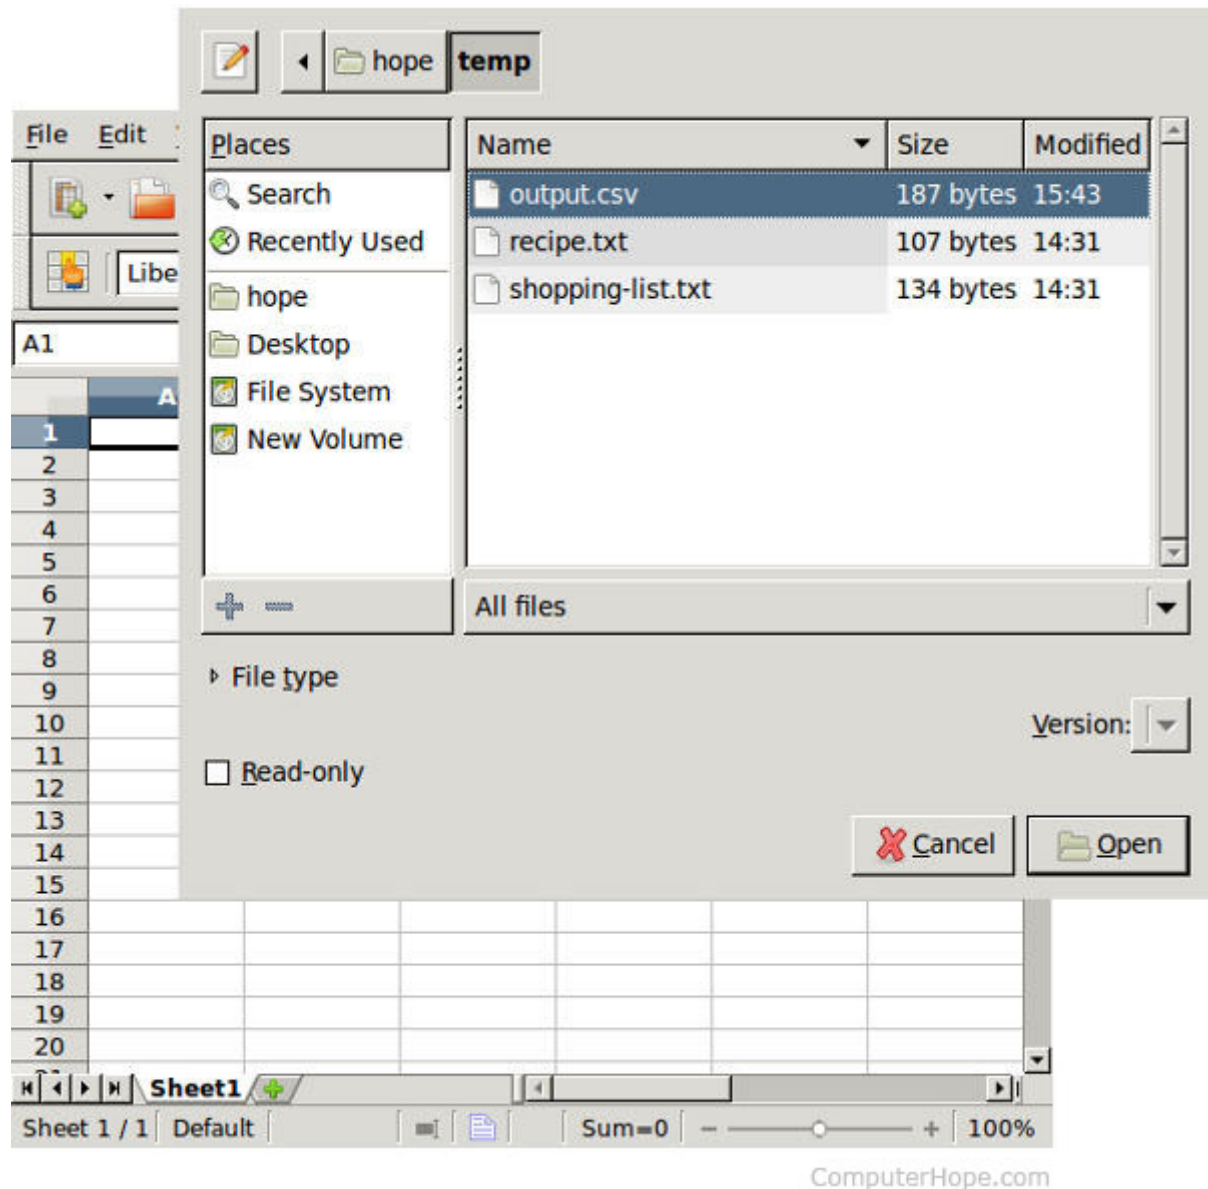 hope temp
File Edit
Places
Name Size Modified
Search
output.csv 187 bytes 15:43
Recently Used
recipe.txt 107 bytes 14:31
Libe
hope
shopping-list.txt 134 bytes 14:31
A1
Desktop
File System
A
New Volume
1
2
3
4
5
6
All files
7
8
File type
9
10
Version:
11
Read-only
12
13
14
Cancel Open
15
16
17
18
19
20
Sheet1
Sheet 1 / 1 Default Sum=0 100%
ComputerHope.com